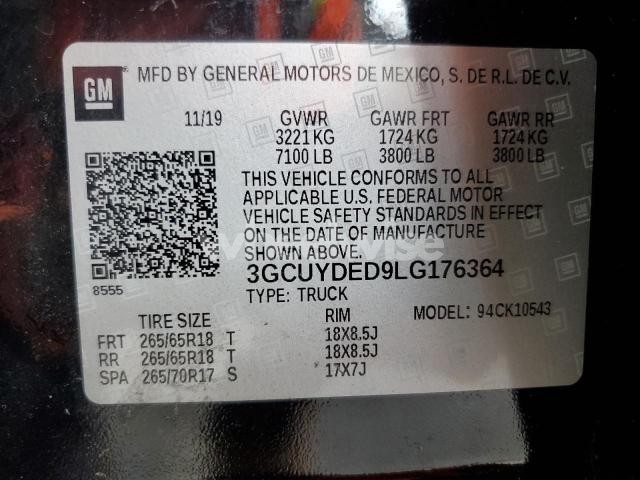 GM MFD BY GENERAL MOTORS DE MEXICO, S. DE R.L. DE C.V.
11/19 GVWR GAWR FRT GAWR RR
3221 KG 1724 KG 1724 KG
7100 LB 3800 LB 3800 LB
THIS VEHICLE CONFORMS TO ALL
APPLICABLE U.S. FEDERAL MOTOR
VEHICLE SAFETY STANDARDS IN EFFECT
ON THE DATE OF MANUFACTURE
SHOWN ABOVE.
3GCUYDED9LG176364
8555
TYPE: TRUCK
MODEL: 94CK10543
TIRE SIZE RIM
FRT 265/65R18 T 18X8.5J
RR 265/65R18 T 18X8.5J
SPA 265/70R17 S 17X7J